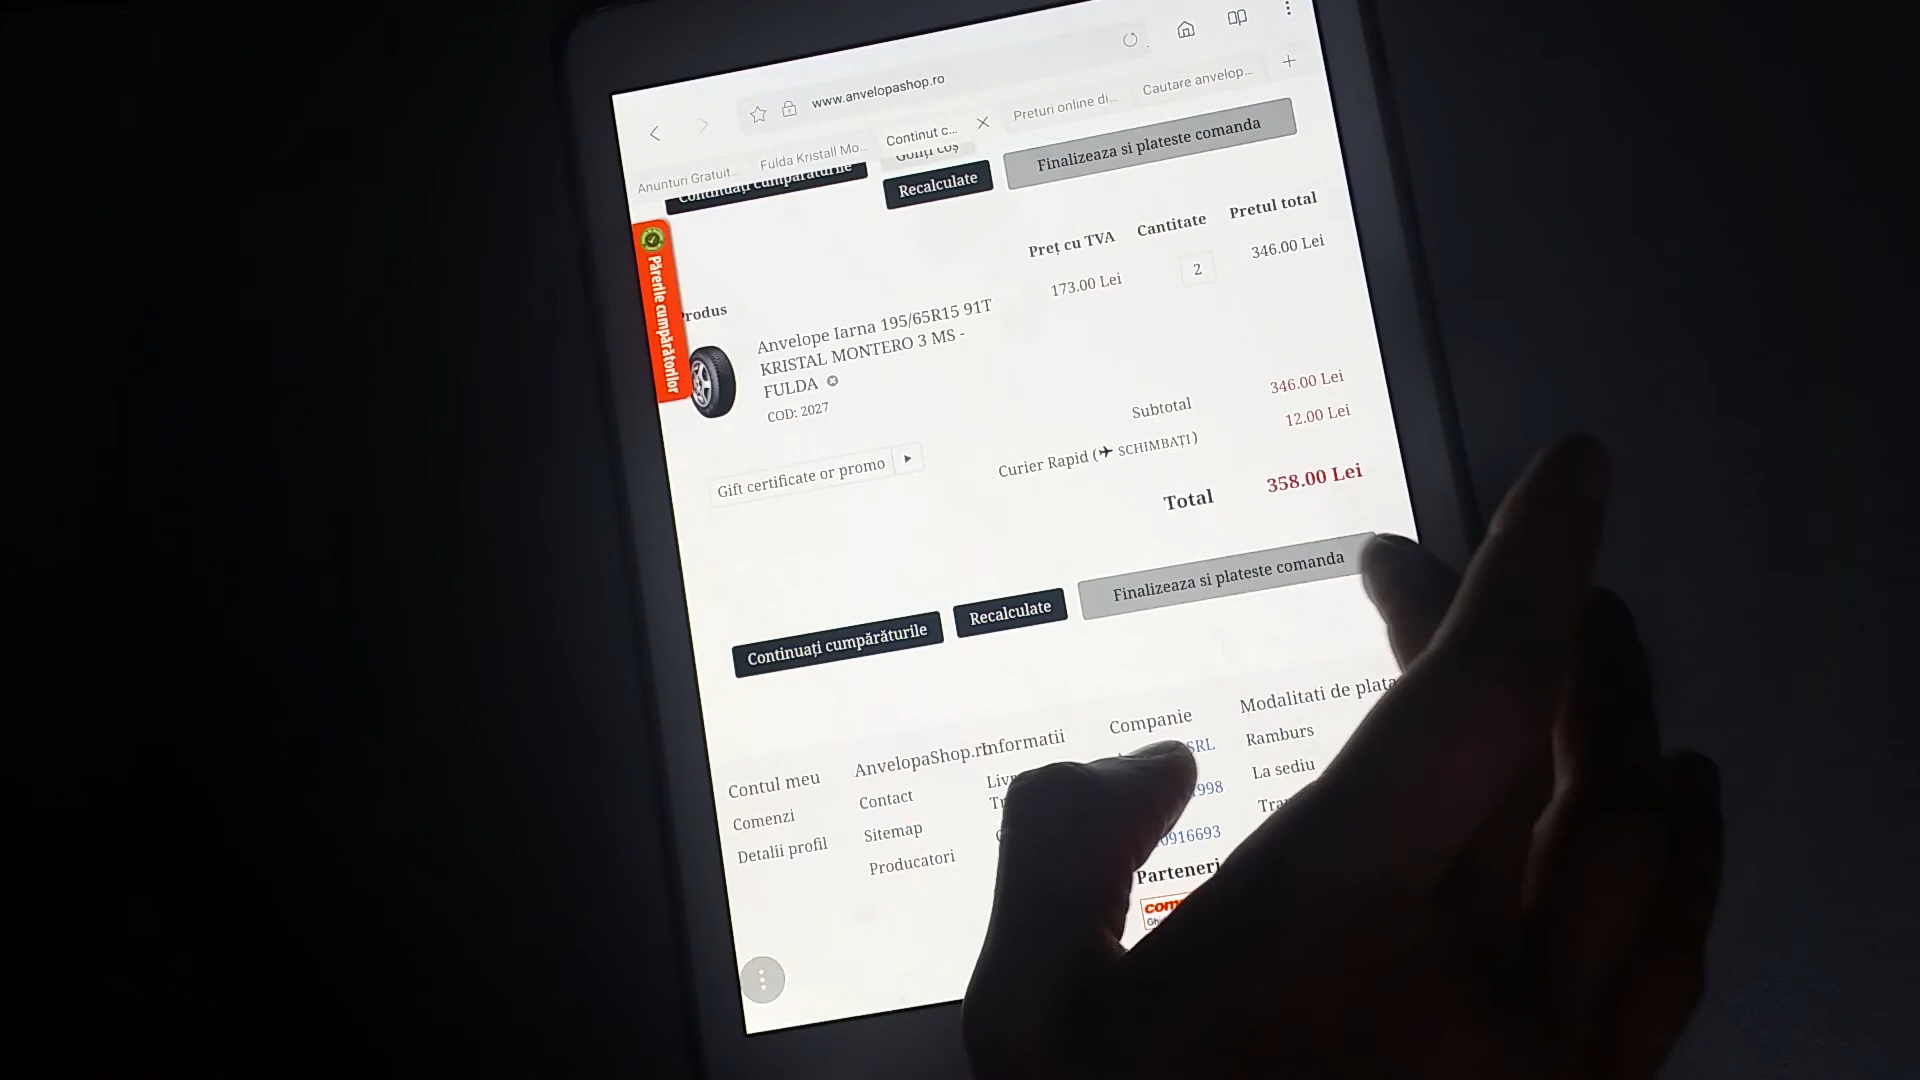 www.anvelopashop.ro
Anunturi Gratuit...
Fulda Kristall Mo...
Continut c...
Preturi online di...
Cautare anvelop...
Continuați cumpărăturile
Goliți coș
Recalculate
Finalizeaza si plateste comanda
Părerile cumpărătorilor
rodus
Preț cu TVA
Cantitate
Pretul total
Anvelope Iarna 195/65R15 91T
KRISTAL MONTERO 3 MS -
FULDA
COD: 2027
173.00 Lei
2
346.00 Lei
Gift certificate or promo
Subtotal
346.00 Lei
Curier Rapid (✈ SCHIMBAȚI)
12.00 Lei
Total
358.00 Lei
Continuați cumpărăturile
Recalculate
Finalizeaza si plateste comanda
Contul meu
Comenzi
Detalii profil
AnvelopaShop.r
Contact
Sitemap
Producatori
Informatii
Companie
SRL
998
0916693
Parteneri
Modalitati de plata
Ramburs
La sediu